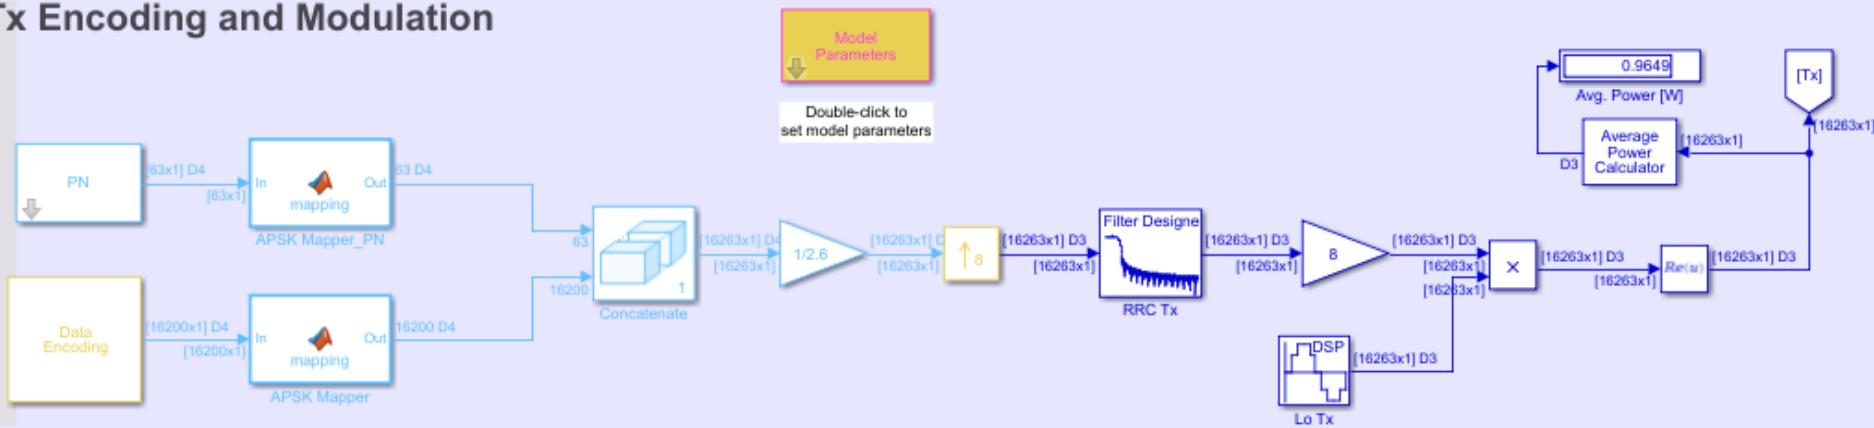 Tx Encoding and Modulation
Model
Parameters
Double-click to
set model parameters
0.9649
Avg. Power [W]
[Tx]
[16263x1]
Average
Power
Calculator
[16263x1]
D3
PN
[63x1] D4
[63x1]
In
mapping
Out
APSK Mapper_PN
63 D4
63
16200
1
Concatenate
[16263x1] D4
[16263x1]
1/2.6
[16263x1] D
[16263x1]
8
[16263x1] D3
[16263x1]
Filter Designe
RRC Tx
[16263x1] D3
[16263x1]
8
[16263x1] D3
[16263x1]
[16263x1]
×
[16263x1] D3
[16263x1]
Re(u)
[16263x1] D3
Data
Encoding
[16200x1] D4
[16200x1]
In
mapping
Out
APSK Mapper
16200 D4
DSP
Lo Tx
[16263x1] D3